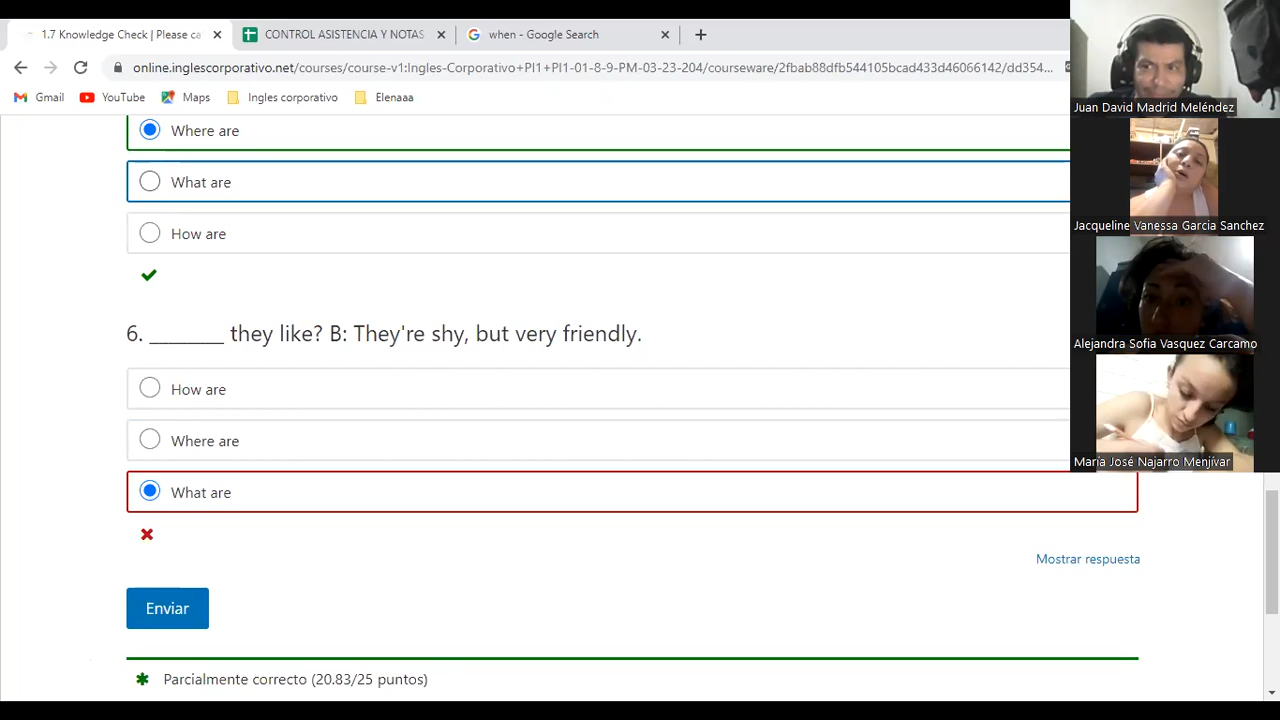 1.7 Knowledge Check | Please ca
CONTROL ASISTENCIA Y NOTAS
when - Google Search
online.inglescorporativo.net/courses/course-v1:Ingles-Corporativo+PI1+PI1-01-8-9-PM-03-23-204/courseware/2fbab88dfb544105bcad433d46066142/dd354...
Gmail
YouTube
Maps
Ingles corporativo
Elenaaa
Where are
What are
How are
6. ________ they like? B: They're shy, but very friendly.
How are
Where are
What are
Mostrar respuesta
Enviar
Parcialmente correcto (20.83/25 puntos)
Juan David Madrid Meléndez
Jacqueline Vanessa Garcia Sanchez
Alejandra Sofia Vasquez Carcamo
María José Najarro Menjívar